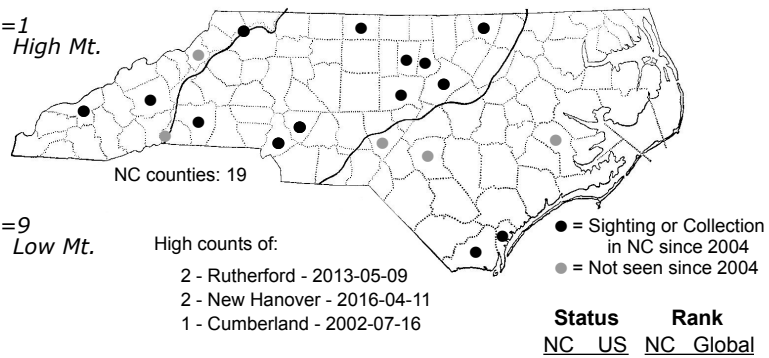 =1
High Mt.
NC counties: 19
=9
Low Mt.
High counts of:
2 - Rutherford - 2013-05-09
2 - New Hanover - 2016-04-11
1 - Cumberland - 2002-07-16
● = Sighting or Collection
in NC since 2004
● = Not seen since 2004
Status Rank
NC US NC Global